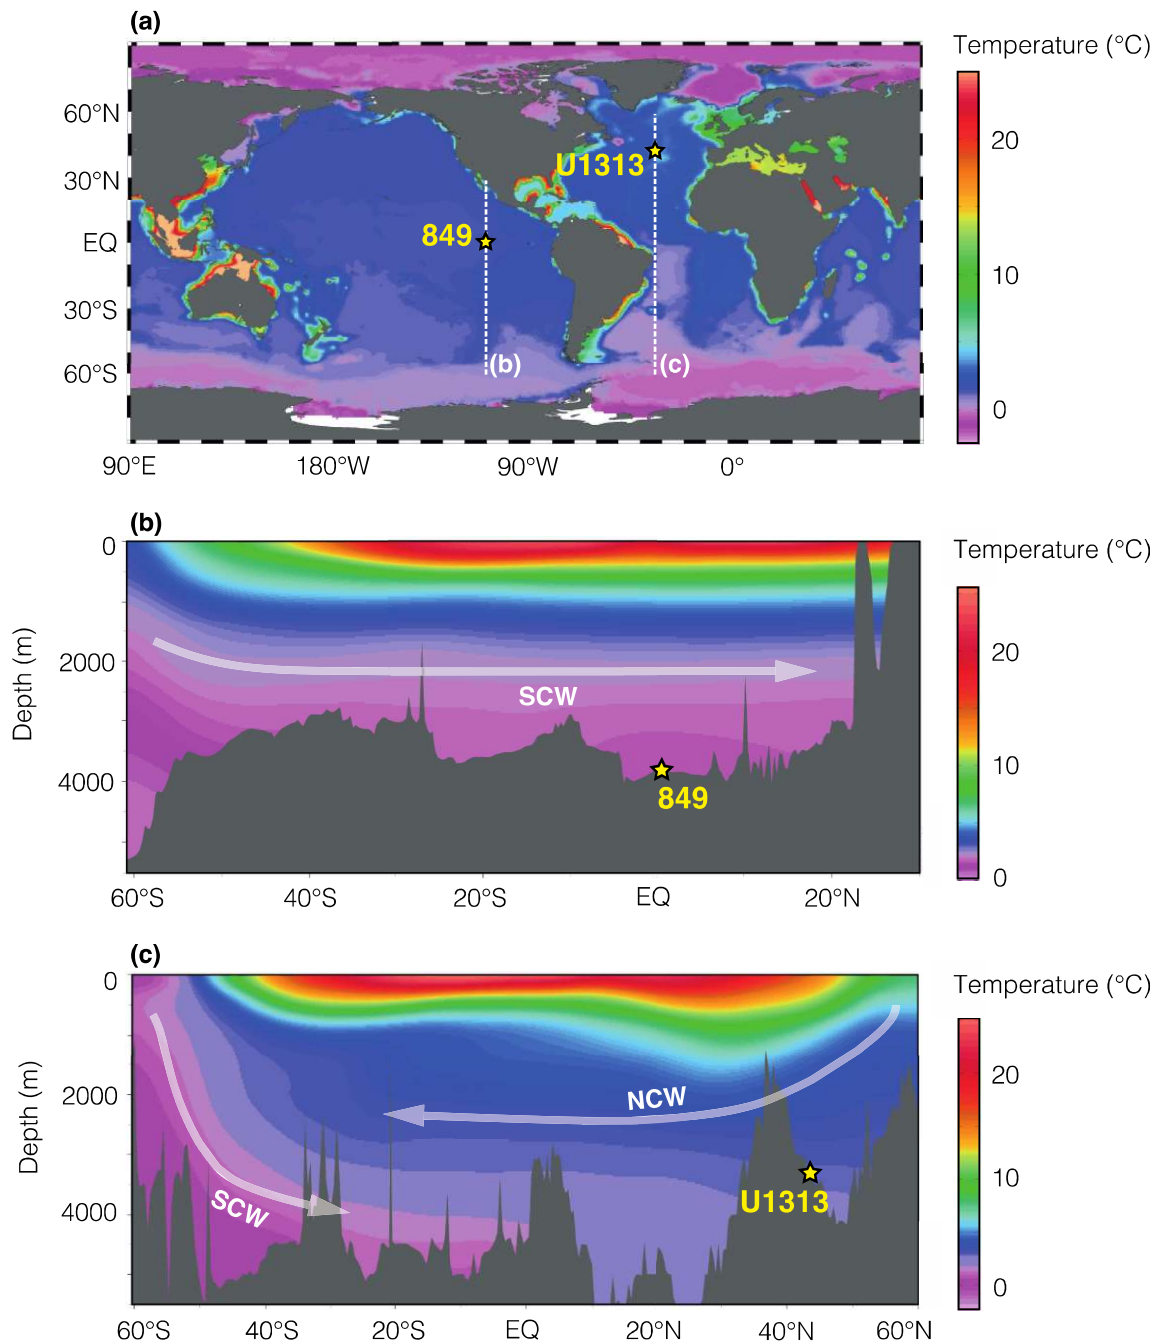 (a)
Temperature (°C)
60°N
30°N
EQ
30°S
60°S
U1313
849
(b)
(c)
20
10
0
90°E
180°W
90°W
0°
(b)
Temperature (°C)
0
2000
4000
Depth (m)
SCW
849
20
10
0
60°S
40°S
20°S
EQ
20°N
(c)
Temperature (°C)
0
2000
4000
Depth (m)
NCW
SCW
U1313
20
10
0
60°S
40°S
20°S
EQ
20°N
40°N
60°N